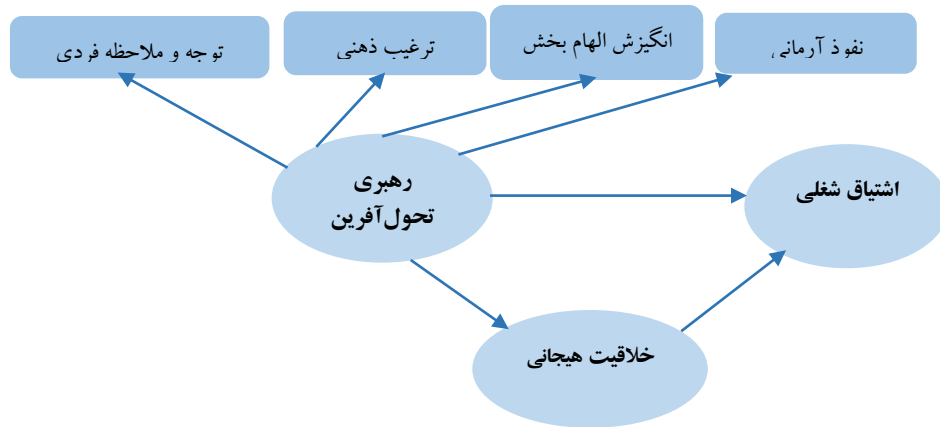 نفوذ آرمانی
انگیزش الهام بخش
ترغیب ذهنی
توجه و ملاحظه فردی
رهبری
تحول‌آفرین
اشتیاق شغلی
خلاقیت هیجانی